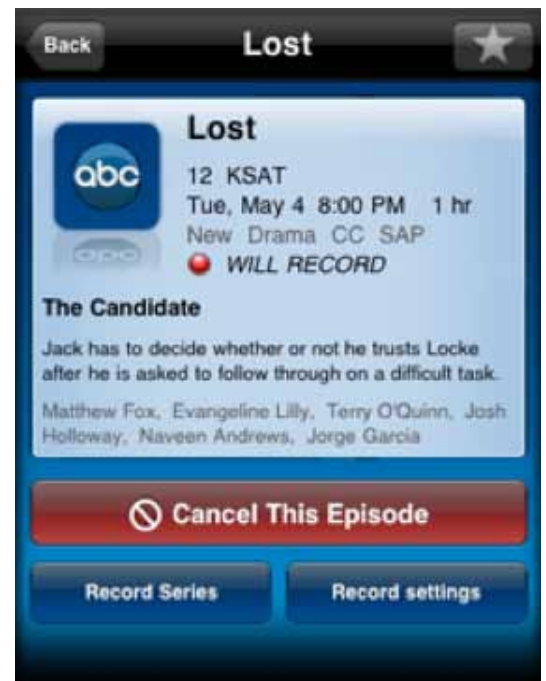 Back
Lost
Lost
abc
12 KSAT
Tue, May 4 8:00 PM 1 hr
New Drama CC SAP
WILL RECORD
The Candidate
Jack has to decide whether or not he trusts Locke
after he is asked to follow through on a difficult task.
Matthew Fox, Evangeline Lilly, Terry O'Quinn, Josh
Holloway, Naveen Andrews, Jorge Garcia
Cancel This Episode
Record Series
Record settings